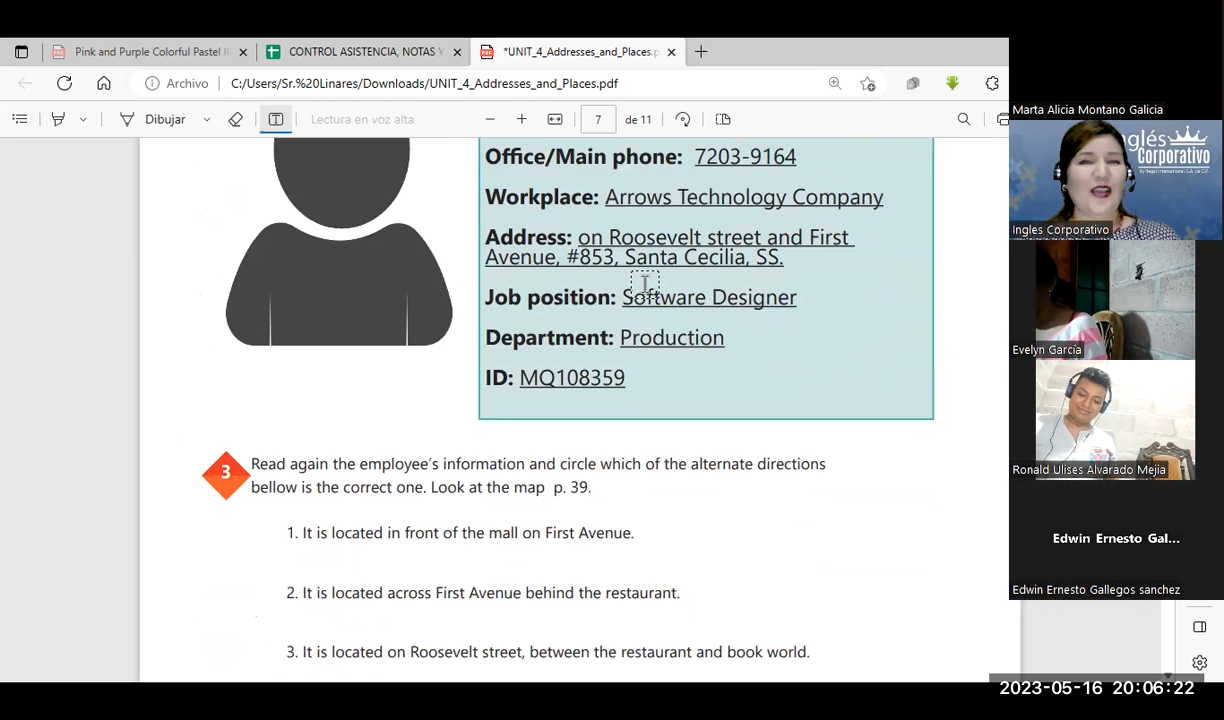 Pink and Purple Colorful Pastel Il
CONTROL ASISTENCIA, NOTAS Y
*UNIT_4_Addresses_and_Places.p
Archivo
C:/Users/Sr.%20Linares/Downloads/UNIT_4_Addresses_and_Places.pdf
Dibujar
Lectura en voz alta
7
de 11
Office/Main phone: 7203-9164
Workplace: Arrows Technology Company
Address: on Roosevelt street and First
Avenue, #853, Santa Cecilia, SS.
Job position: Software Designer
Department: Production
ID: MQ108359
3
Read again the employee's information and circle which of the alternate directions
bellow is the correct one. Look at the map p. 39.
1. It is located in front of the mall on First Avenue.
2. It is located across First Avenue behind the restaurant.
3. It is located on Roosevelt street, between the restaurant and book world.
Marta Alicia Montano Galicia
Inglés
Corporativo
Ingles Corporativo
Evelyn García
Ronald Ulises Alvarado Mejia
Edwin Ernesto Gal...
Edwin Ernesto Gallegos sanchez
2023-05-16 20:06:22